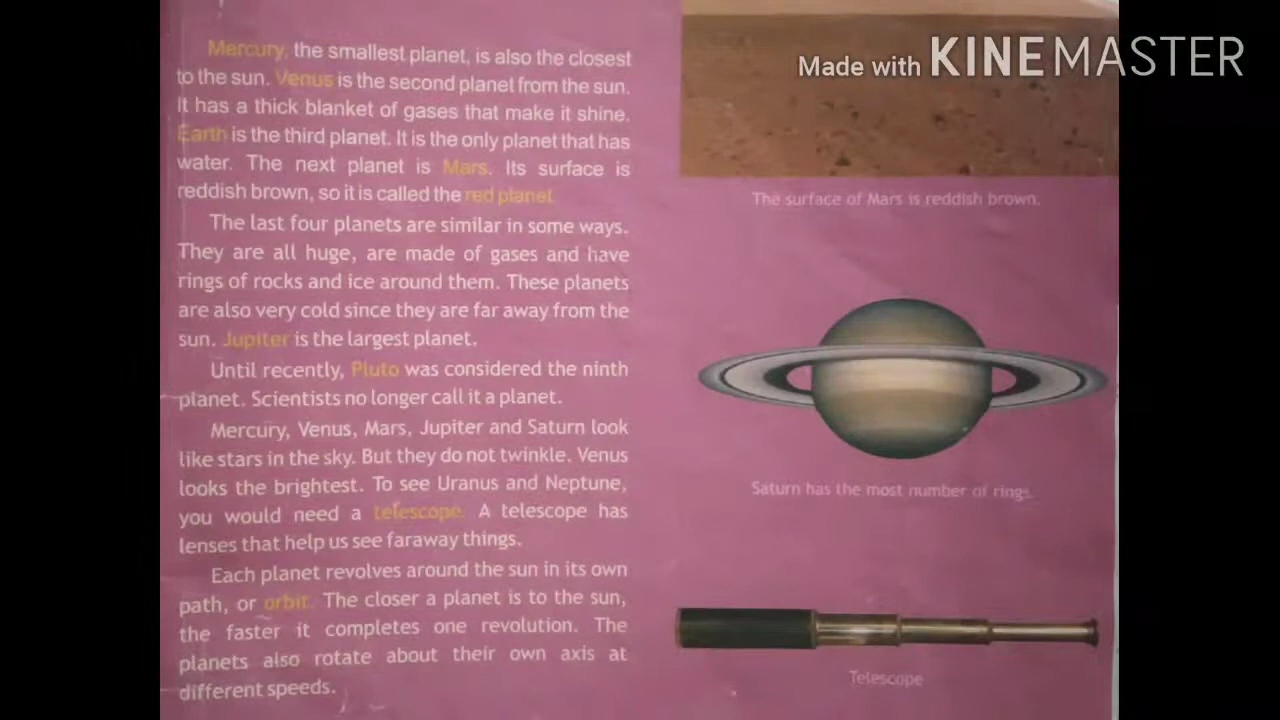 Mercury, the smallest planet, is also the closest
to the sun. Venus is the second planet from the sun.
It has a thick blanket of gases that make it shine.
Earth is the third planet. It is the only planet that has
water. The next planet is Mars. Its surface is
reddish brown, so it is called the red planet.
The last four planets are similar in some ways.
They are all huge, are made of gases and have
rings of rocks and ice around them. These planets
are also very cold since they are far away from the
sun. Jupiter is the largest planet.
Until recently, Pluto was considered the ninth
planet. Scientists no longer call it a planet.
Mercury, Venus, Mars, Jupiter and Saturn look
like stars in the sky. But they do not twinkle. Venus
looks the brightest. To see Uranus and Neptune,
you would need a telescope. A telescope has
lenses that help us see faraway things.
Each planet revolves around the sun in its own
path, or orbit. The closer a planet is to the sun,
the faster it completes one revolution. The
planets also rotate about their own axis at
different speeds.
Made with KINEMASTER
The surface of Mars is reddish brown.
Saturn has the most number of rings.
Telescope